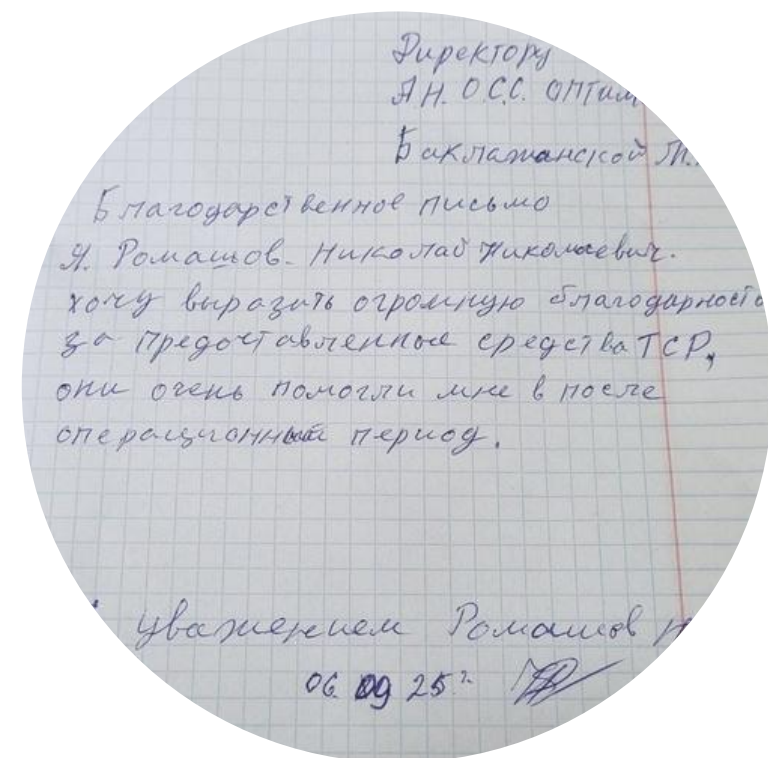 Директору
АН. О.С.С. Оптим
Баклажанской М.
Благодарственное письмо
Я. Ромашов. Николай Николаевич.
хочу выразить огромную благодарность
за предоставленные средства ТСР,
они очень помогли мне в после
операционный период.
уважением Ромашов Н
06. 09 25г.